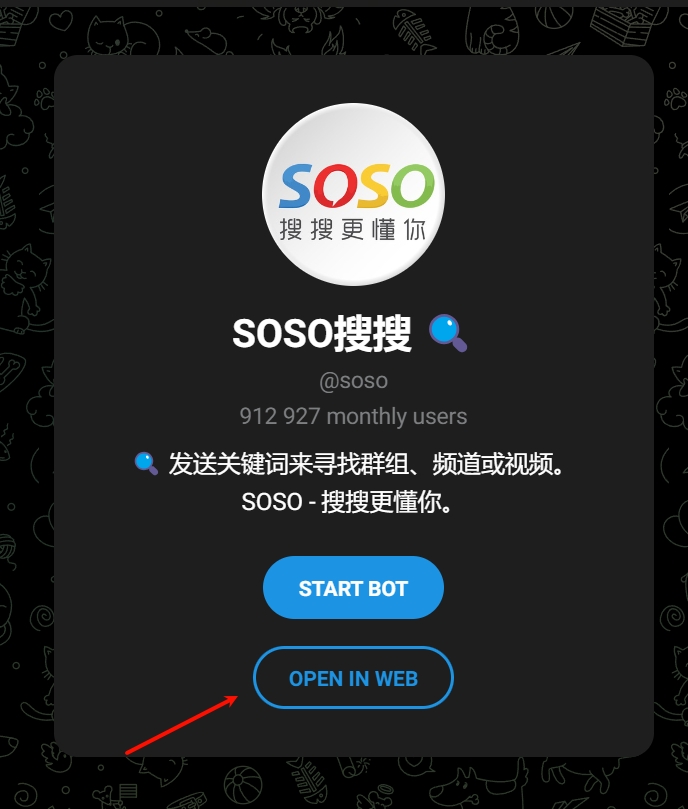 SOSO
搜搜更懂你
SOSO搜搜 🔍
@soso
912 927 monthly users
🔍 发送关键词来寻找群组、频道或视频。
SOSO - 搜搜更懂你。
START BOT
OPEN IN WEB